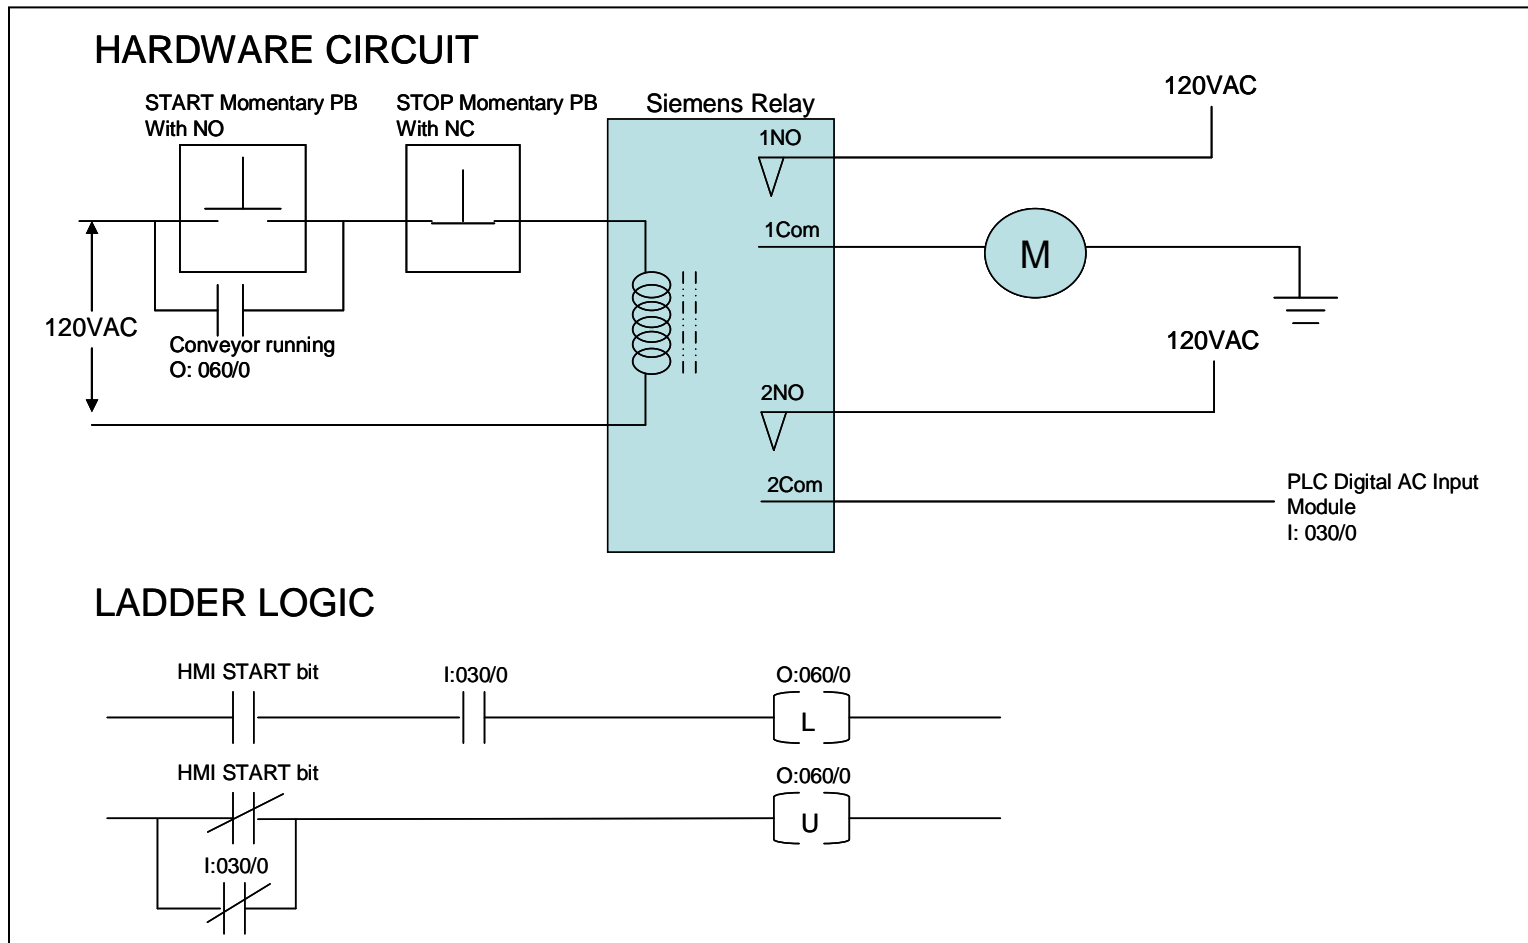 HARDWARE CIRCUIT
START Momentary PB
With NO
STOP Momentary PB
With NC
Siemens Relay
120VAC
1NO
1Com
M
120VAC
Conveyor running
O: 060/0
120VAC
2NO
2Com
PLC Digital AC Input
Module
I: 030/0
LADDER LOGIC
HMI START bit
I:030/0
O:060/0
L
HMI START bit
O:060/0
U
I:030/0